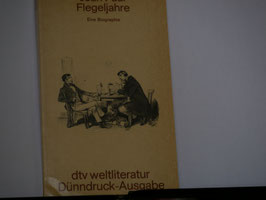 Flegeljahre
Eine Biographie
dtv weltliteratur
Dünndruck-Ausgabe